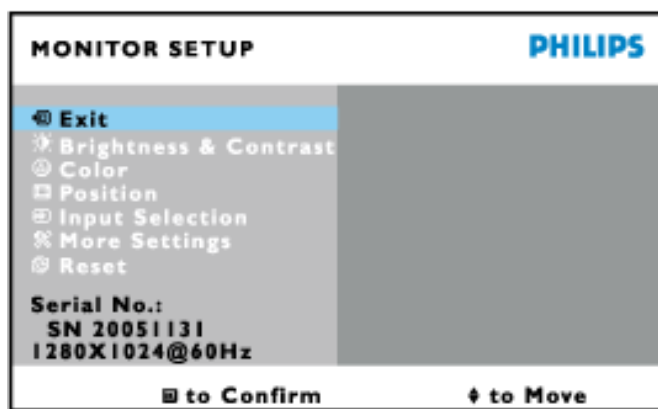 MONITOR SETUP
PHILIPS
Exit
Brightness & Contrast
Color
Position
Input Selection
More Settings
Reset
Serial No.:
SN 20051131
1280X1024@60Hz
to Confirm
to Move